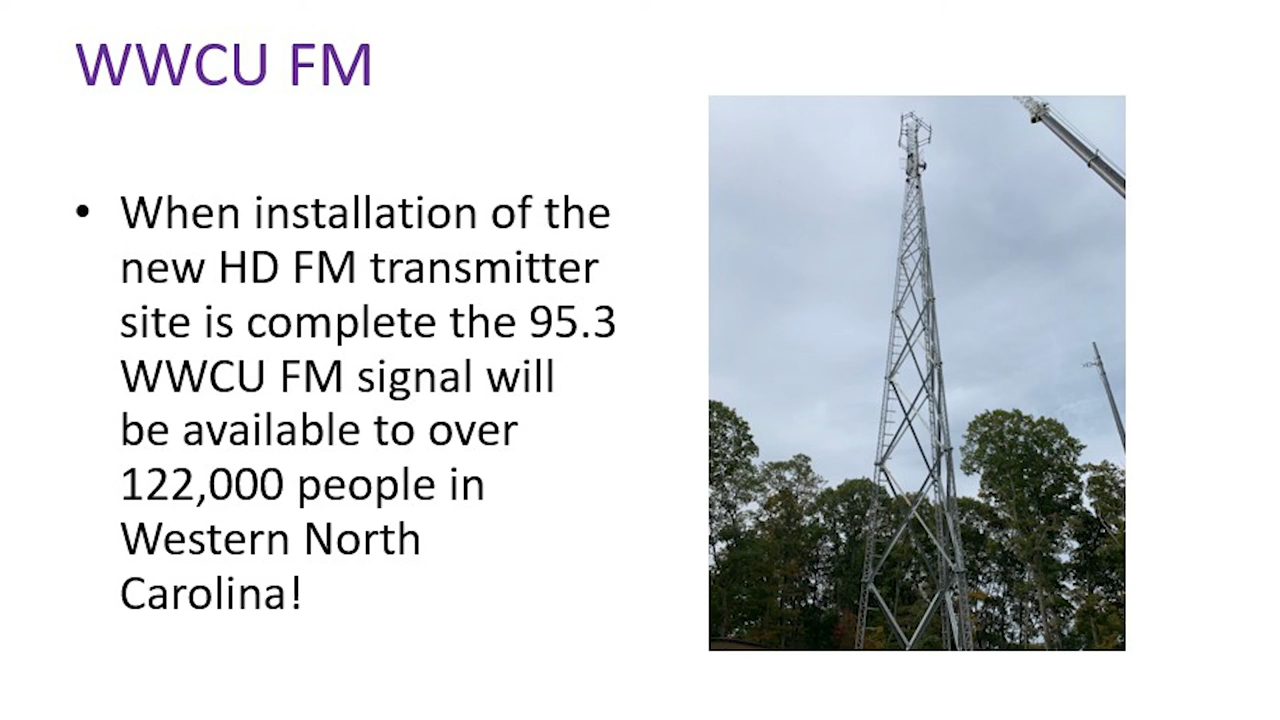 WWCU FM
• When installation of the
new HD FM transmitter
site is complete the 95.3
WWCU FM signal will
be available to over
122,000 people in
Western North
Carolina!